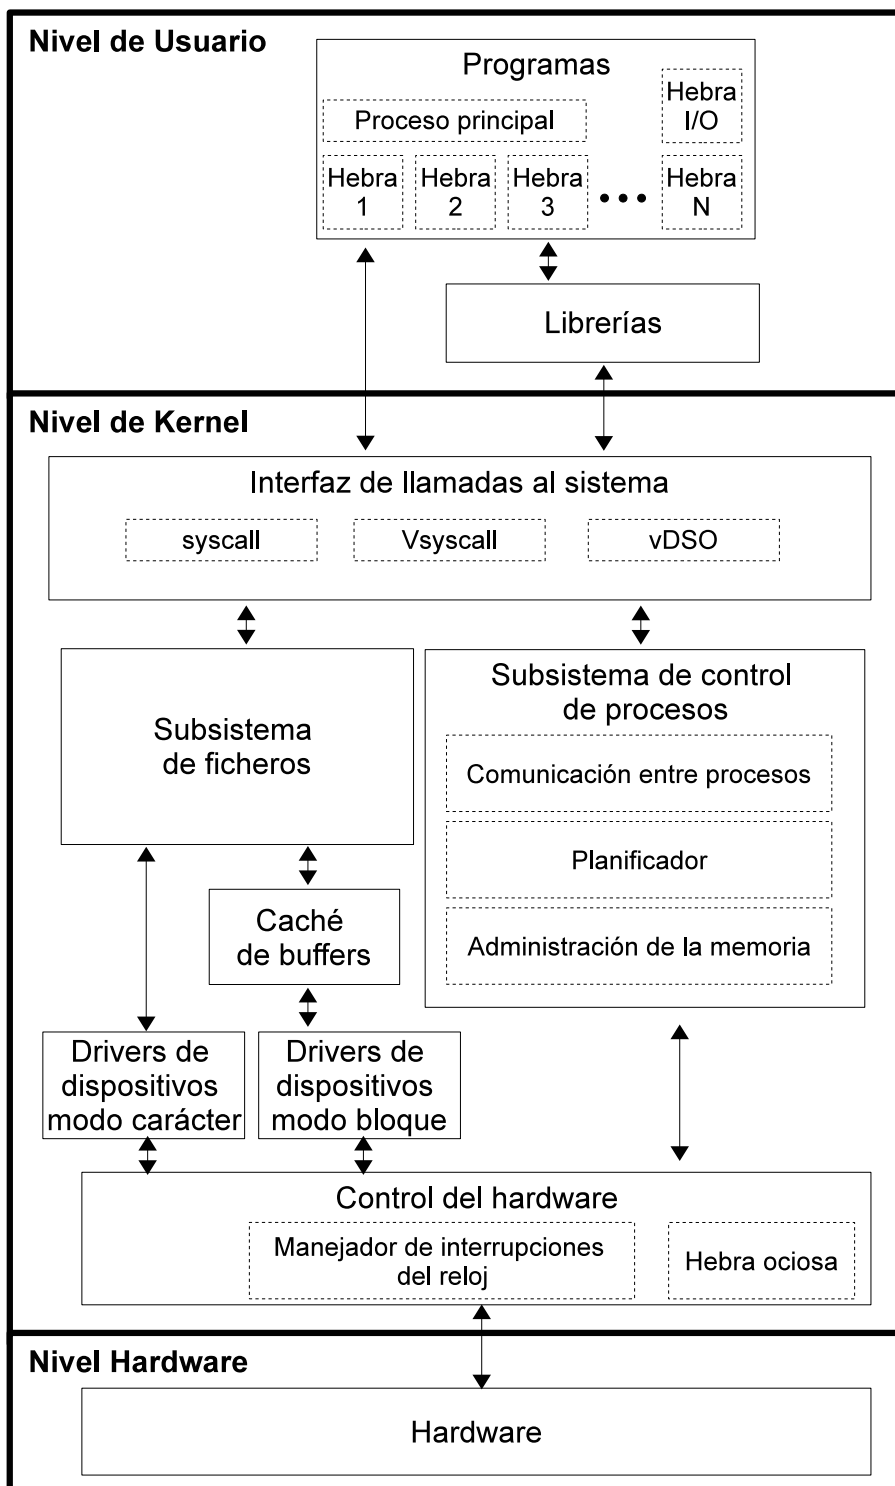 Nivel de Usuario
Programas
Hebra
I/O
Proceso principal
Hebra
1
Hebra
2
Hebra
3
•••
Hebra
N
Librerías
Nivel de Kernel
Interfaz de llamadas al sistema
syscall
Vsyscall
vDSO
Subsistema
de ficheros
Subsistema de control
de procesos
Comunicación entre procesos
Planificador
Administración de la memoria
Caché
de buffers
Drivers de
dispositivos
modo carácter
Drivers de
dispositivos
modo bloque
Control del hardware
Manejador de interrupciones
del reloj
Hebra ociosa
Nivel Hardware
Hardware